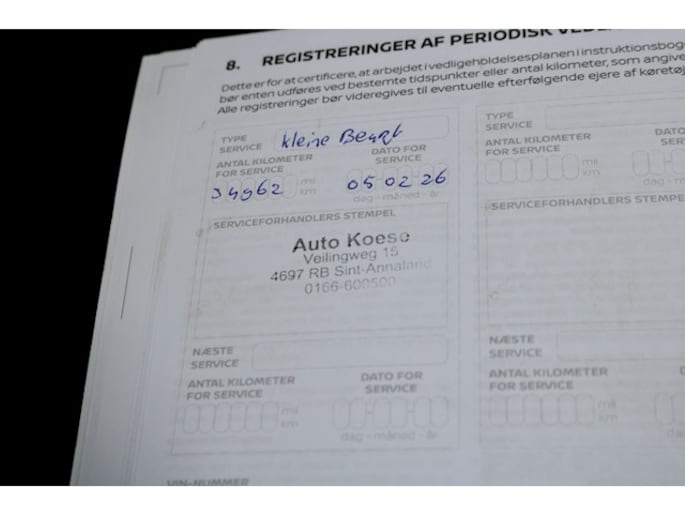 8. REGISTRERINGER AF PERIODISK
Dette er for at certificere, at arbejdet i vedligeholdelsesplanen i instruktionsbog
bør enten udføres ved bestemte tidspunkter eller antal kilometer, som angive
Alle registreringer bør videregives til eventuelle efterfølgende ejere af køretøj
TYPE
SERVICE kleine Beurt
ANTAL KILOMETER
FOR SERVICE
34962 mil
km
DATO FOR
SERVICE
05 02 26
dag - måned - år
SERVICEFORHANDLERS STEMPEL
Auto Koese
Veilingweg 15
4697 RB Sint-Annaland
0166-600500
NÆSTE
SERVICE
ANTAL KILOMETER
FOR SERVICE
mil
km
DATO FOR
SERVICE
dag - måned - år
VIN-NUMMER
TYPE
SERVICE
ANTAL KILOMETER
FOR SERVICE
mil
km
DATO
SER
SERVICEFORHANDLERS STEMPE
NÆSTE
SERVICE
ANTAL KILOMETER
FOR SERVICE
mil
km